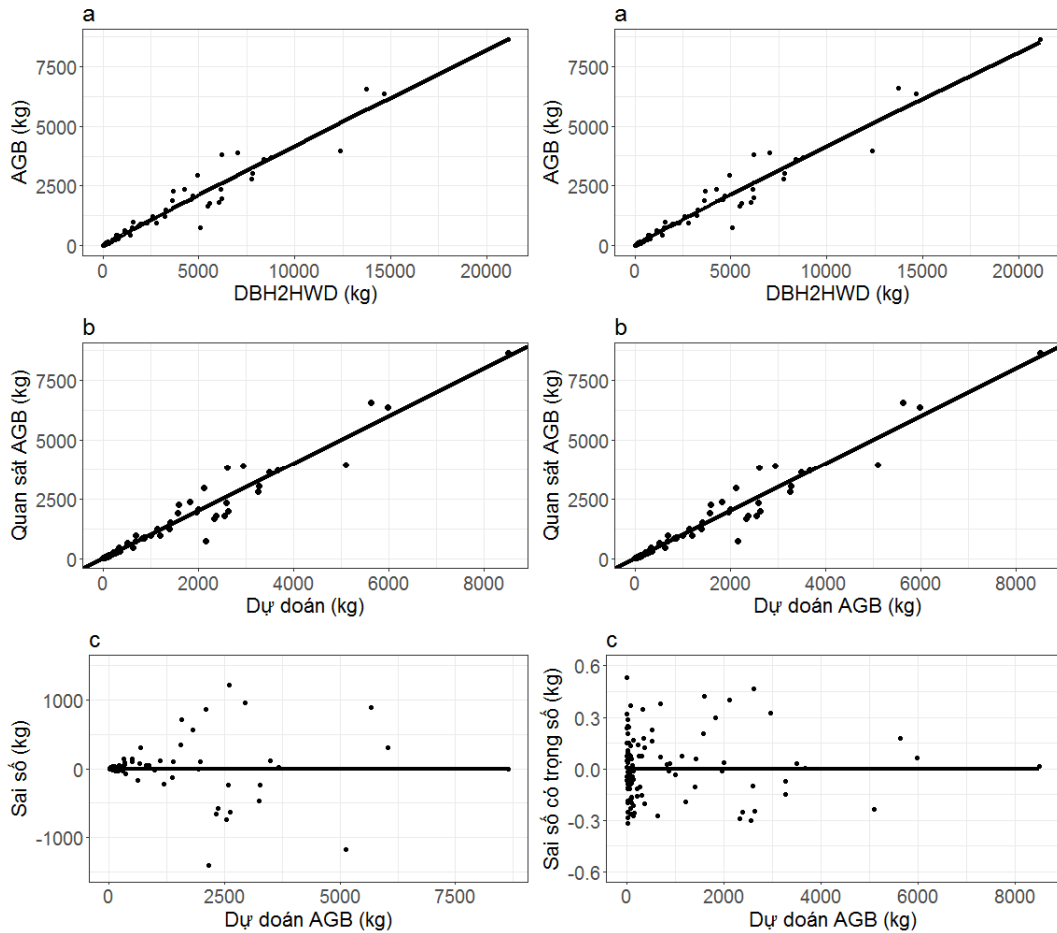 a
AGB (kg)
7500
5000
2500
0
0 5000 10000 15000 20000
DBH2HWD (kg)
a
AGB (kg)
7500
5000
2500
0
0 5000 10000 15000 20000
DBH2HWD (kg)
b
Quan sát AGB (kg)
7500
5000
2500
0
0 2000 4000 6000 8000
Dự doán (kg)
b
Quan sát AGB (kg)
7500
5000
2500
0
0 2000 4000 6000 8000
Dự doán AGB (kg)
c
Sai số (kg)
1000
0
-1000
0 2500 5000 7500
Dự doán AGB (kg)
c
Sai số có trọng số (kg)
0.6
0.3
0.0
-0.3
-0.6
0 2000 4000 6000 8000
Dự doán AGB (kg)